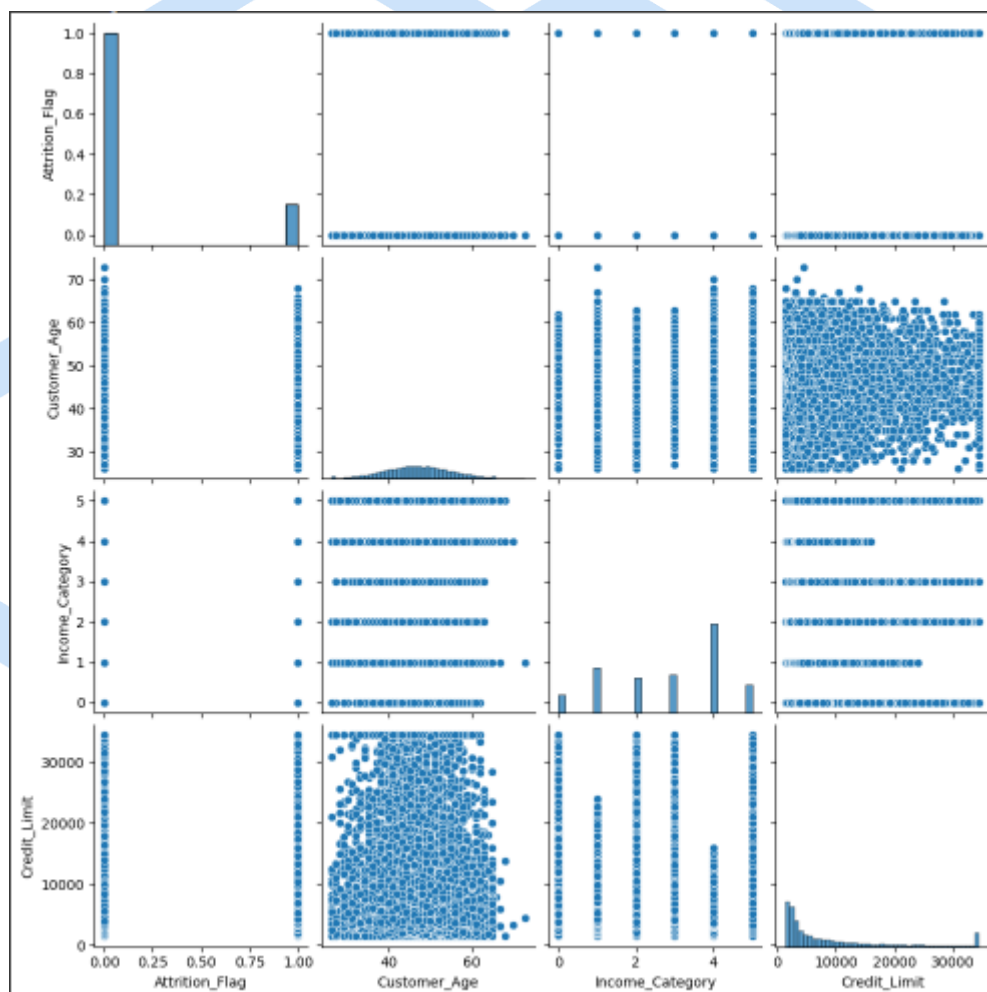 1.0
0.8
0.6
0.4
0.2
0.0
Attrition_Flag
70
60
50
40
30
Customer_Age
5
4
3
2
1
0
Income_Category
30000
20000
10000
0
Credit_Limit
0.00 0.25 0.50 0.75 1.00
Attrition_Flag
40 60
Customer_Age
0 2 4
Income_Category
0 10000 20000 30000
Credit_Limit